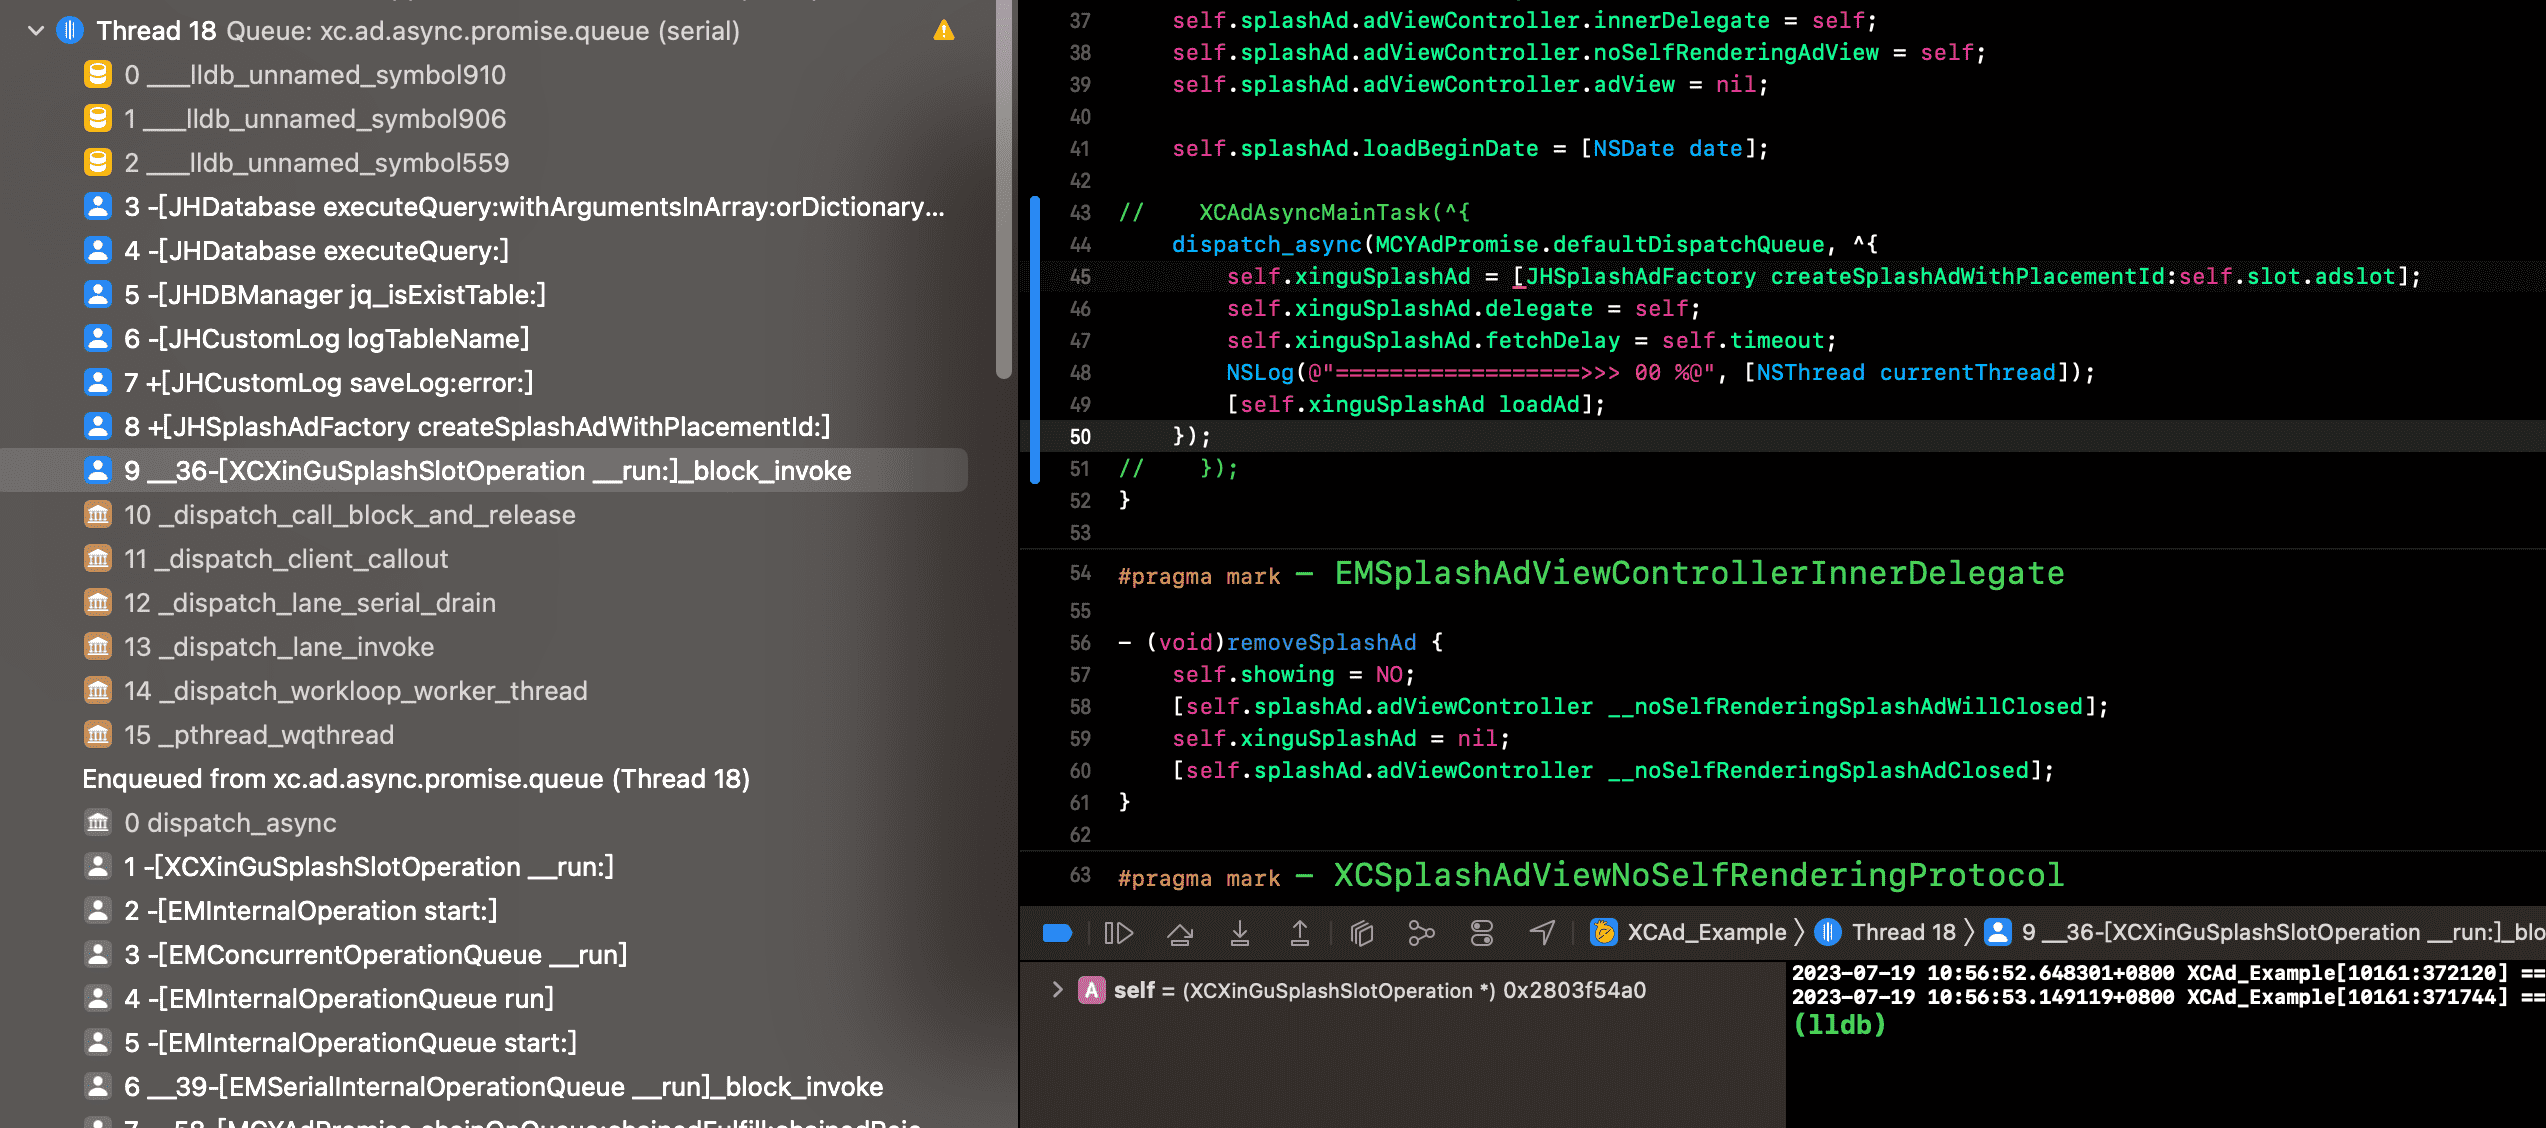 Thread 18 Queue: xc.ad.async.promise.queue (serial)
0 ___lldb_unnamed_symbol910
1 ___lldb_unnamed_symbol906
2 ___lldb_unnamed_symbol559
3 -[JHDatabase executeQuery:withArgumentsInArray:orDictionary...
4 -[JHDatabase executeQuery:]
5 -[JHDBManager jq_isExistTable:]
6 -[JHCustomLog logTableName]
7 +[JHCustomLog saveLog:error:]
8 +[JHSplashAdFactory createSplashAdWithPlacementId:]
9 __36-[XCXinGuSplashSlotOperation __run:]_block_invoke
10 _dispatch_call_block_and_release
11 _dispatch_client_callout
12 _dispatch_lane_serial_drain
13 _dispatch_lane_invoke
14 _dispatch_workloop_worker_thread
15 _pthread_wqthread
Enqueued from xc.ad.async.promise.queue (Thread 18)
0 dispatch_async
1 -[XCXinGuSplashSlotOperation __run:]
2 -[EMInternalOperation start:]
3 -[EMConcurrentOperationQueue __run]
4 -[EMInternalOperationQueue run]
5 -[EMInternalOperationQueue start:]
6 __39-[EMSerialInternalOperationQueue __run]_block_invoke
37 self.splashAd.adViewController.innerDelegate = self;
38 self.splashAd.adViewController.noSelfRenderingAdView = self;
39 self.splashAd.adViewController.adView = nil;
40
41 self.splashAd.loadBeginDate = [NSDate date];
42
43 // XCAdAsyncMainTask(^{
44 dispatch_async(MCYAdPromise.defaultDispatchQueue, ^{
45 self.xinguSplashAd = [JHSplashAdFactory createSplashAdWithPlacementId:self.slot.adslot];
46 self.xinguSplashAd.delegate = self;
47 self.xinguSplashAd.fetchDelay = self.timeout;
48 NSLog(@"==================>>> 00 %@", [NSThread currentThread]);
49 [self.xinguSplashAd loadAd];
50 });
51 // });
52 }
53
54 #pragma mark — EMSplashAdViewControllerInnerDelegate
55
56 - (void)removeSplashAd {
57 self.showing = NO;
58 [self.splashAd.adViewController __noSelfRenderingSplashAdWillClosed];
59 self.xinguSplashAd = nil;
60 [self.splashAd.adViewController __noSelfRenderingSplashAdClosed];
61 }
62
63 #pragma mark — XCSplashAdViewNoSelfRenderingProtocol
XCAd_Example 〉 Thread 18 〉 9 __36-[XCXinGuSplashSlotOperation __run:]_blo
A self = (XCXinGuSplashSlotOperation *) 0x2803f54a0
2023-07-19 10:56:52.648301+0800 XCAd_Example[10161:372120] ==
2023-07-19 10:56:53.149119+0800 XCAd_Example[10161:371744] ==
(lldb)